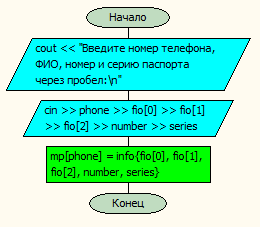 Начало
cout << "Введите номер телефона,
ФИО, номер и серию паспорта
через пробел:\n"
cin >> phone >> fio[0] >> fio[1]
>> fio[2] >> number >> series
mp[phone] = info{fio[0], fio[1],
fio[2], number, series}
Конец